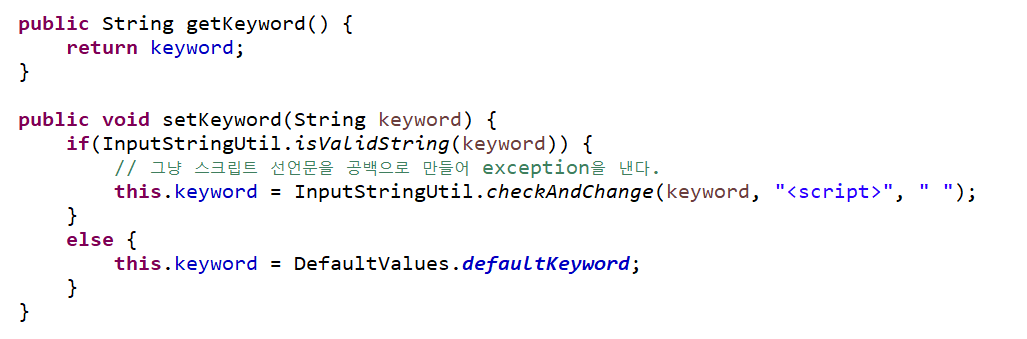 public String getKeyword() {
    return keyword;
}

public void setKeyword(String keyword) {
    if(InputStringUtil.isValidString(keyword)) {
        // 그냥 스크립트 선언문을 공백으로 만들어 exception을 낸다.
        this.keyword = InputStringUtil.checkAndChange(keyword, "<script>", " ");
    }
    else {
        this.keyword = DefaultValues.defaultKeyword;
    }
}